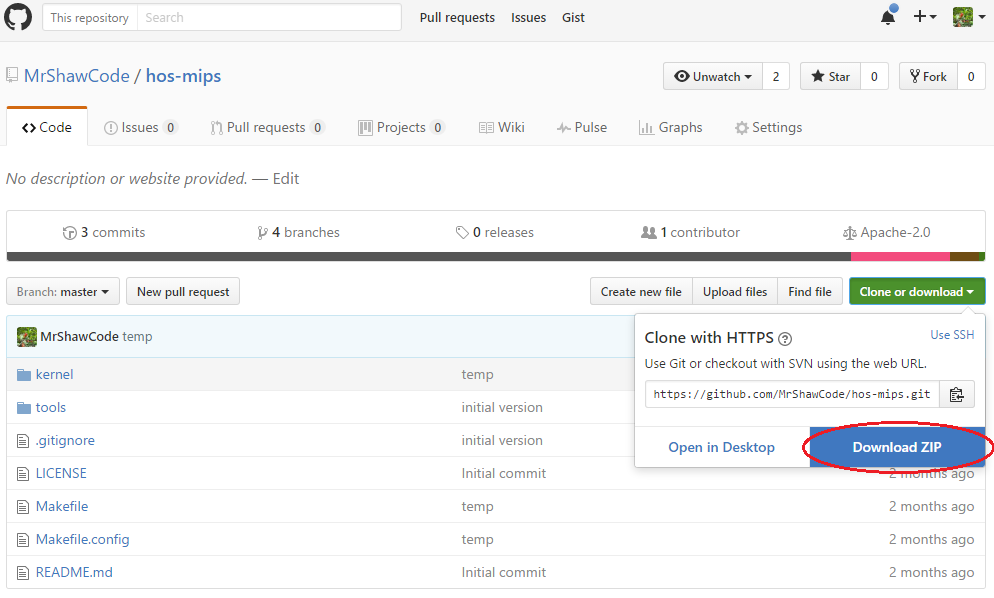 This repository Search Pull requests Issues Gist
MrShawCode / hos-mips Unwatch 2 Star 0 Fork 0
Code Issues 0 Pull requests 0 Projects 0 Wiki Pulse Graphs Settings
No description or website provided. — Edit
3 commits 4 branches 0 releases 1 contributor Apache-2.0
Branch: master New pull request Create new file Upload files Find file Clone or download
MrShawCode temp
Clone with HTTPS ? Use SSH
Use Git or checkout with SVN using the web URL.
https://github.com/MrShawCode/hos-mips.git
Open in Desktop Download ZIP
kernel temp
tools initial version
.gitignore initial version
LICENSE Initial commit 2 months ago
Makefile temp 2 months ago
Makefile.config temp 2 months ago
README.md Initial commit 2 months ago